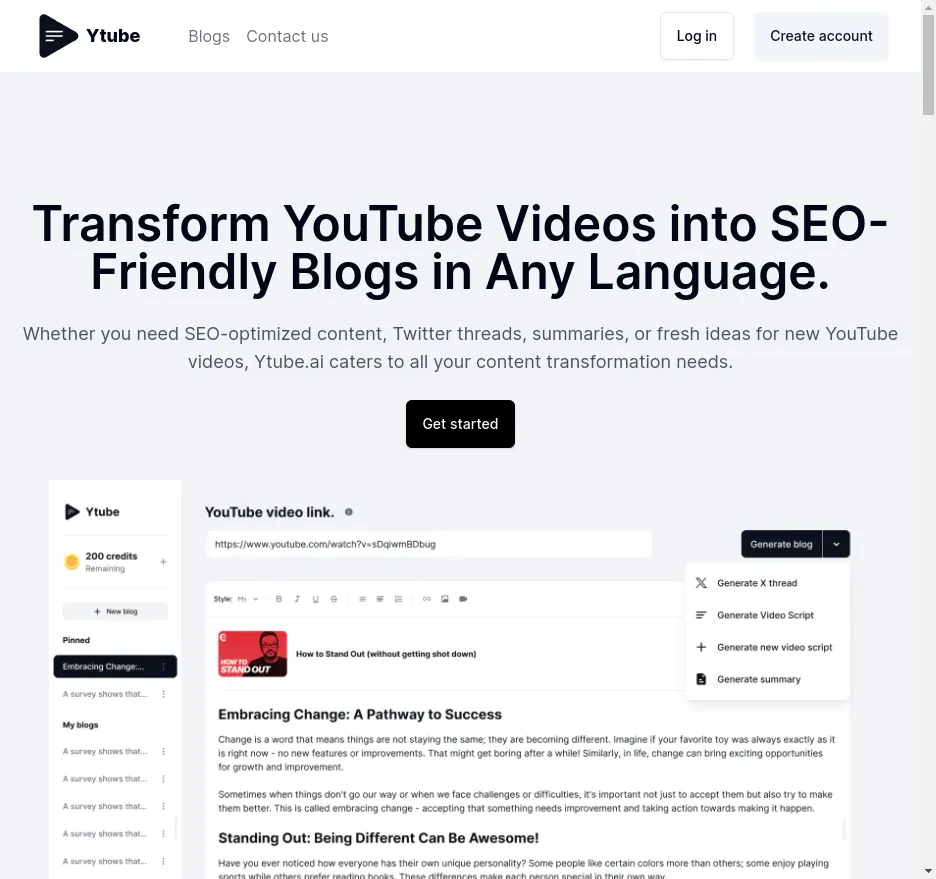 Ytube
Blogs
Contact us
Log in
Create account
Transform YouTube Videos into SEO-
Friendly Blogs in Any Language.
Whether you need SEO-optimized content, Twitter threads, summaries, or fresh ideas for new YouTube
videos, Ytube.ai caters to all your content transformation needs.
Get started
Ytube
200 credits
Remaining
+
+ New blog
Pinned
Embracing Change:...
A survey shows that...
My blogs
A survey shows that...
A survey shows that...
A survey shows that...
A survey shows that...
A survey shows that...
YouTube video link.
https://www.youtube.com/watch?v=sDqiwmBDbug
Generate blog
Generate X thread
Generate Video Script
Generate new video script
Generate summary
Style: H₁ B I U S
HOW TO
STAND OUT
How to Stand Out (without getting shot down)
Embracing Change: A Pathway to Success
Change is a word that means things are not staying the same; they are becoming different. Imagine if your favorite toy was always exactly as it
is right now - no new features or improvements. That might get boring after a while! Similarly, in life, change can bring exciting opportunities
for growth and improvement.
Sometimes when things don't go our way or when we face challenges or difficulties, it's important not just to accept them but also try to make
them better. This is called embracing change - accepting that something needs improvement and taking action towards making it happen.
Standing Out: Being Different Can Be Awesome!
Have you ever noticed how everyone has their own unique personality? Some people like certain colors more than others; some enjoy playing
sports while others prefer reading books. These differences make each person special in their own way.